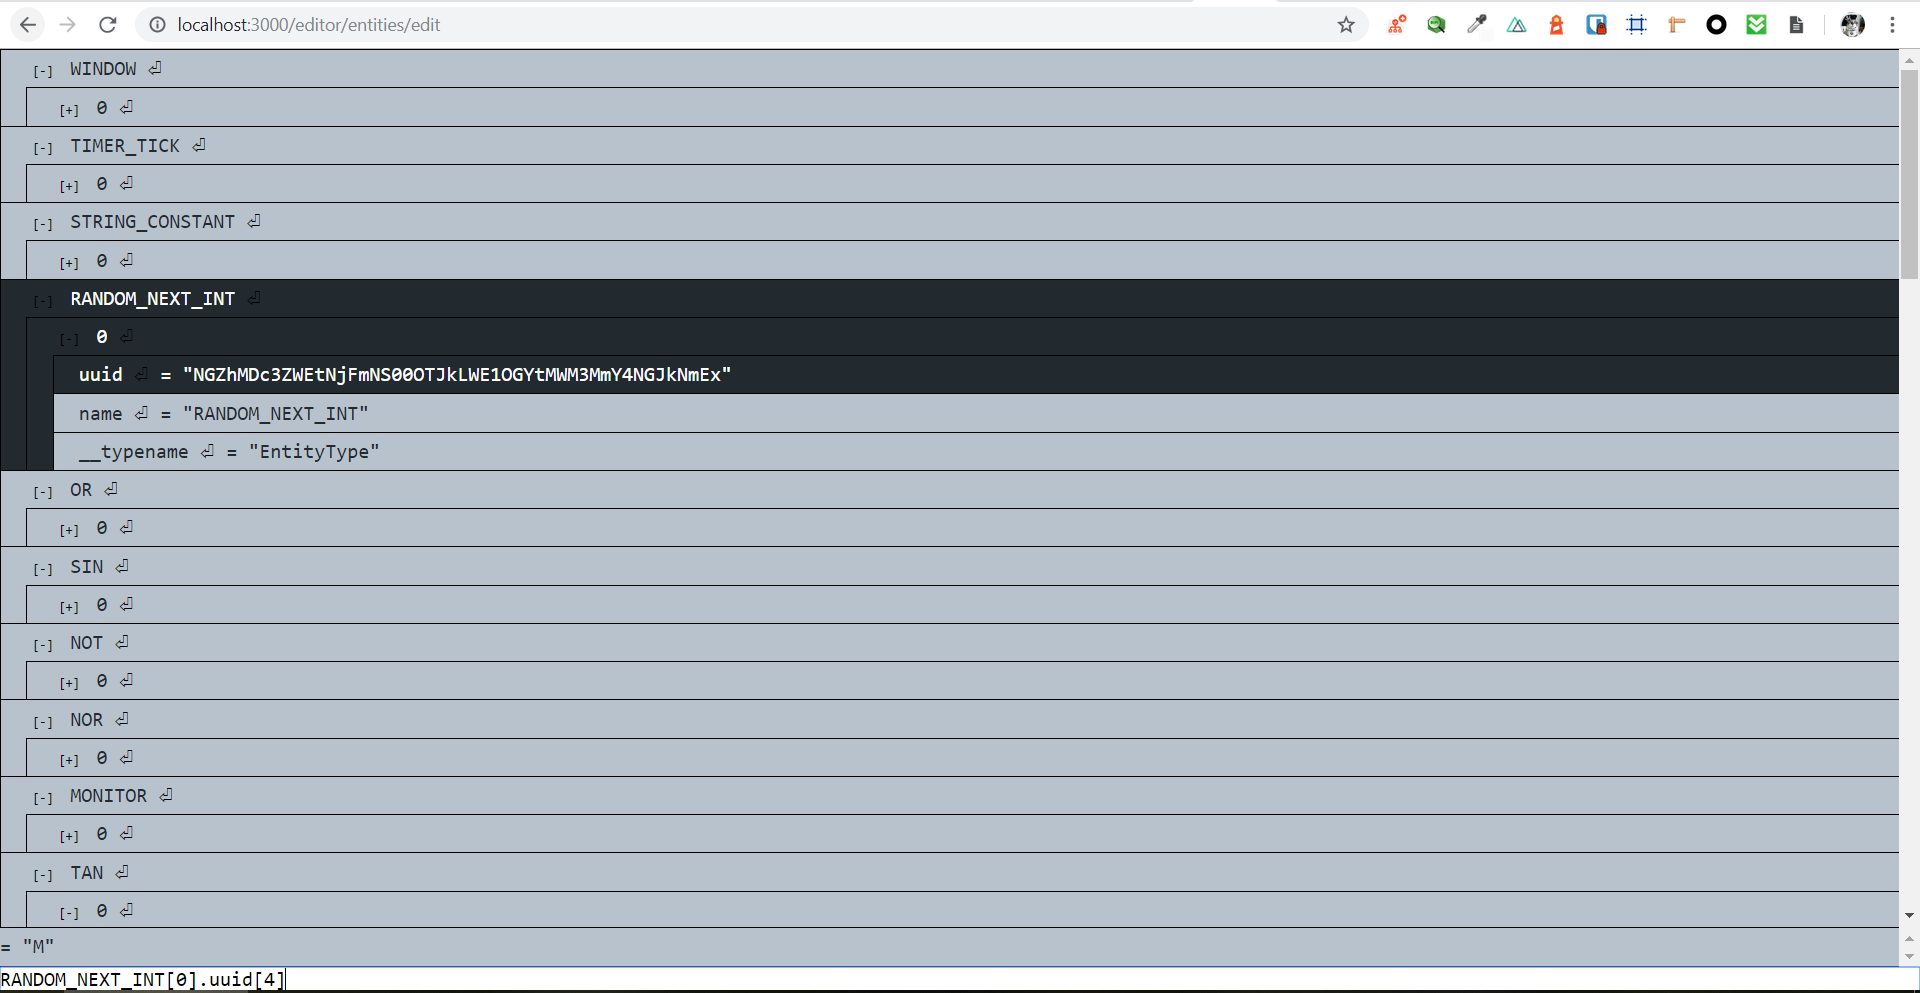 localhost:3000/editor/entities/edit
[-] WINDOW ⏎
[+] 0 ⏎
[-] TIMER_TICK ⏎
[+] 0 ⏎
[-] STRING_CONSTANT ⏎
[+] 0 ⏎
[-] RANDOM_NEXT_INT ⏎
[-] 0 ⏎
uuid ⏎ = "NGZhMDc3ZWEtNjFmNS00OTJkLWE1OGYtMWM3MmY4NGJkNmEx"
name ⏎ = "RANDOM_NEXT_INT"
__typename ⏎ = "EntityType"
[-] OR ⏎
[+] 0 ⏎
[-] SIN ⏎
[+] 0 ⏎
[-] NOT ⏎
[+] 0 ⏎
[-] NOR ⏎
[+] 0 ⏎
[-] MONITOR ⏎
[+] 0 ⏎
[-] TAN ⏎
[-] 0 ⏎
= "M"
RANDOM_NEXT_INT[0].uuid[4]